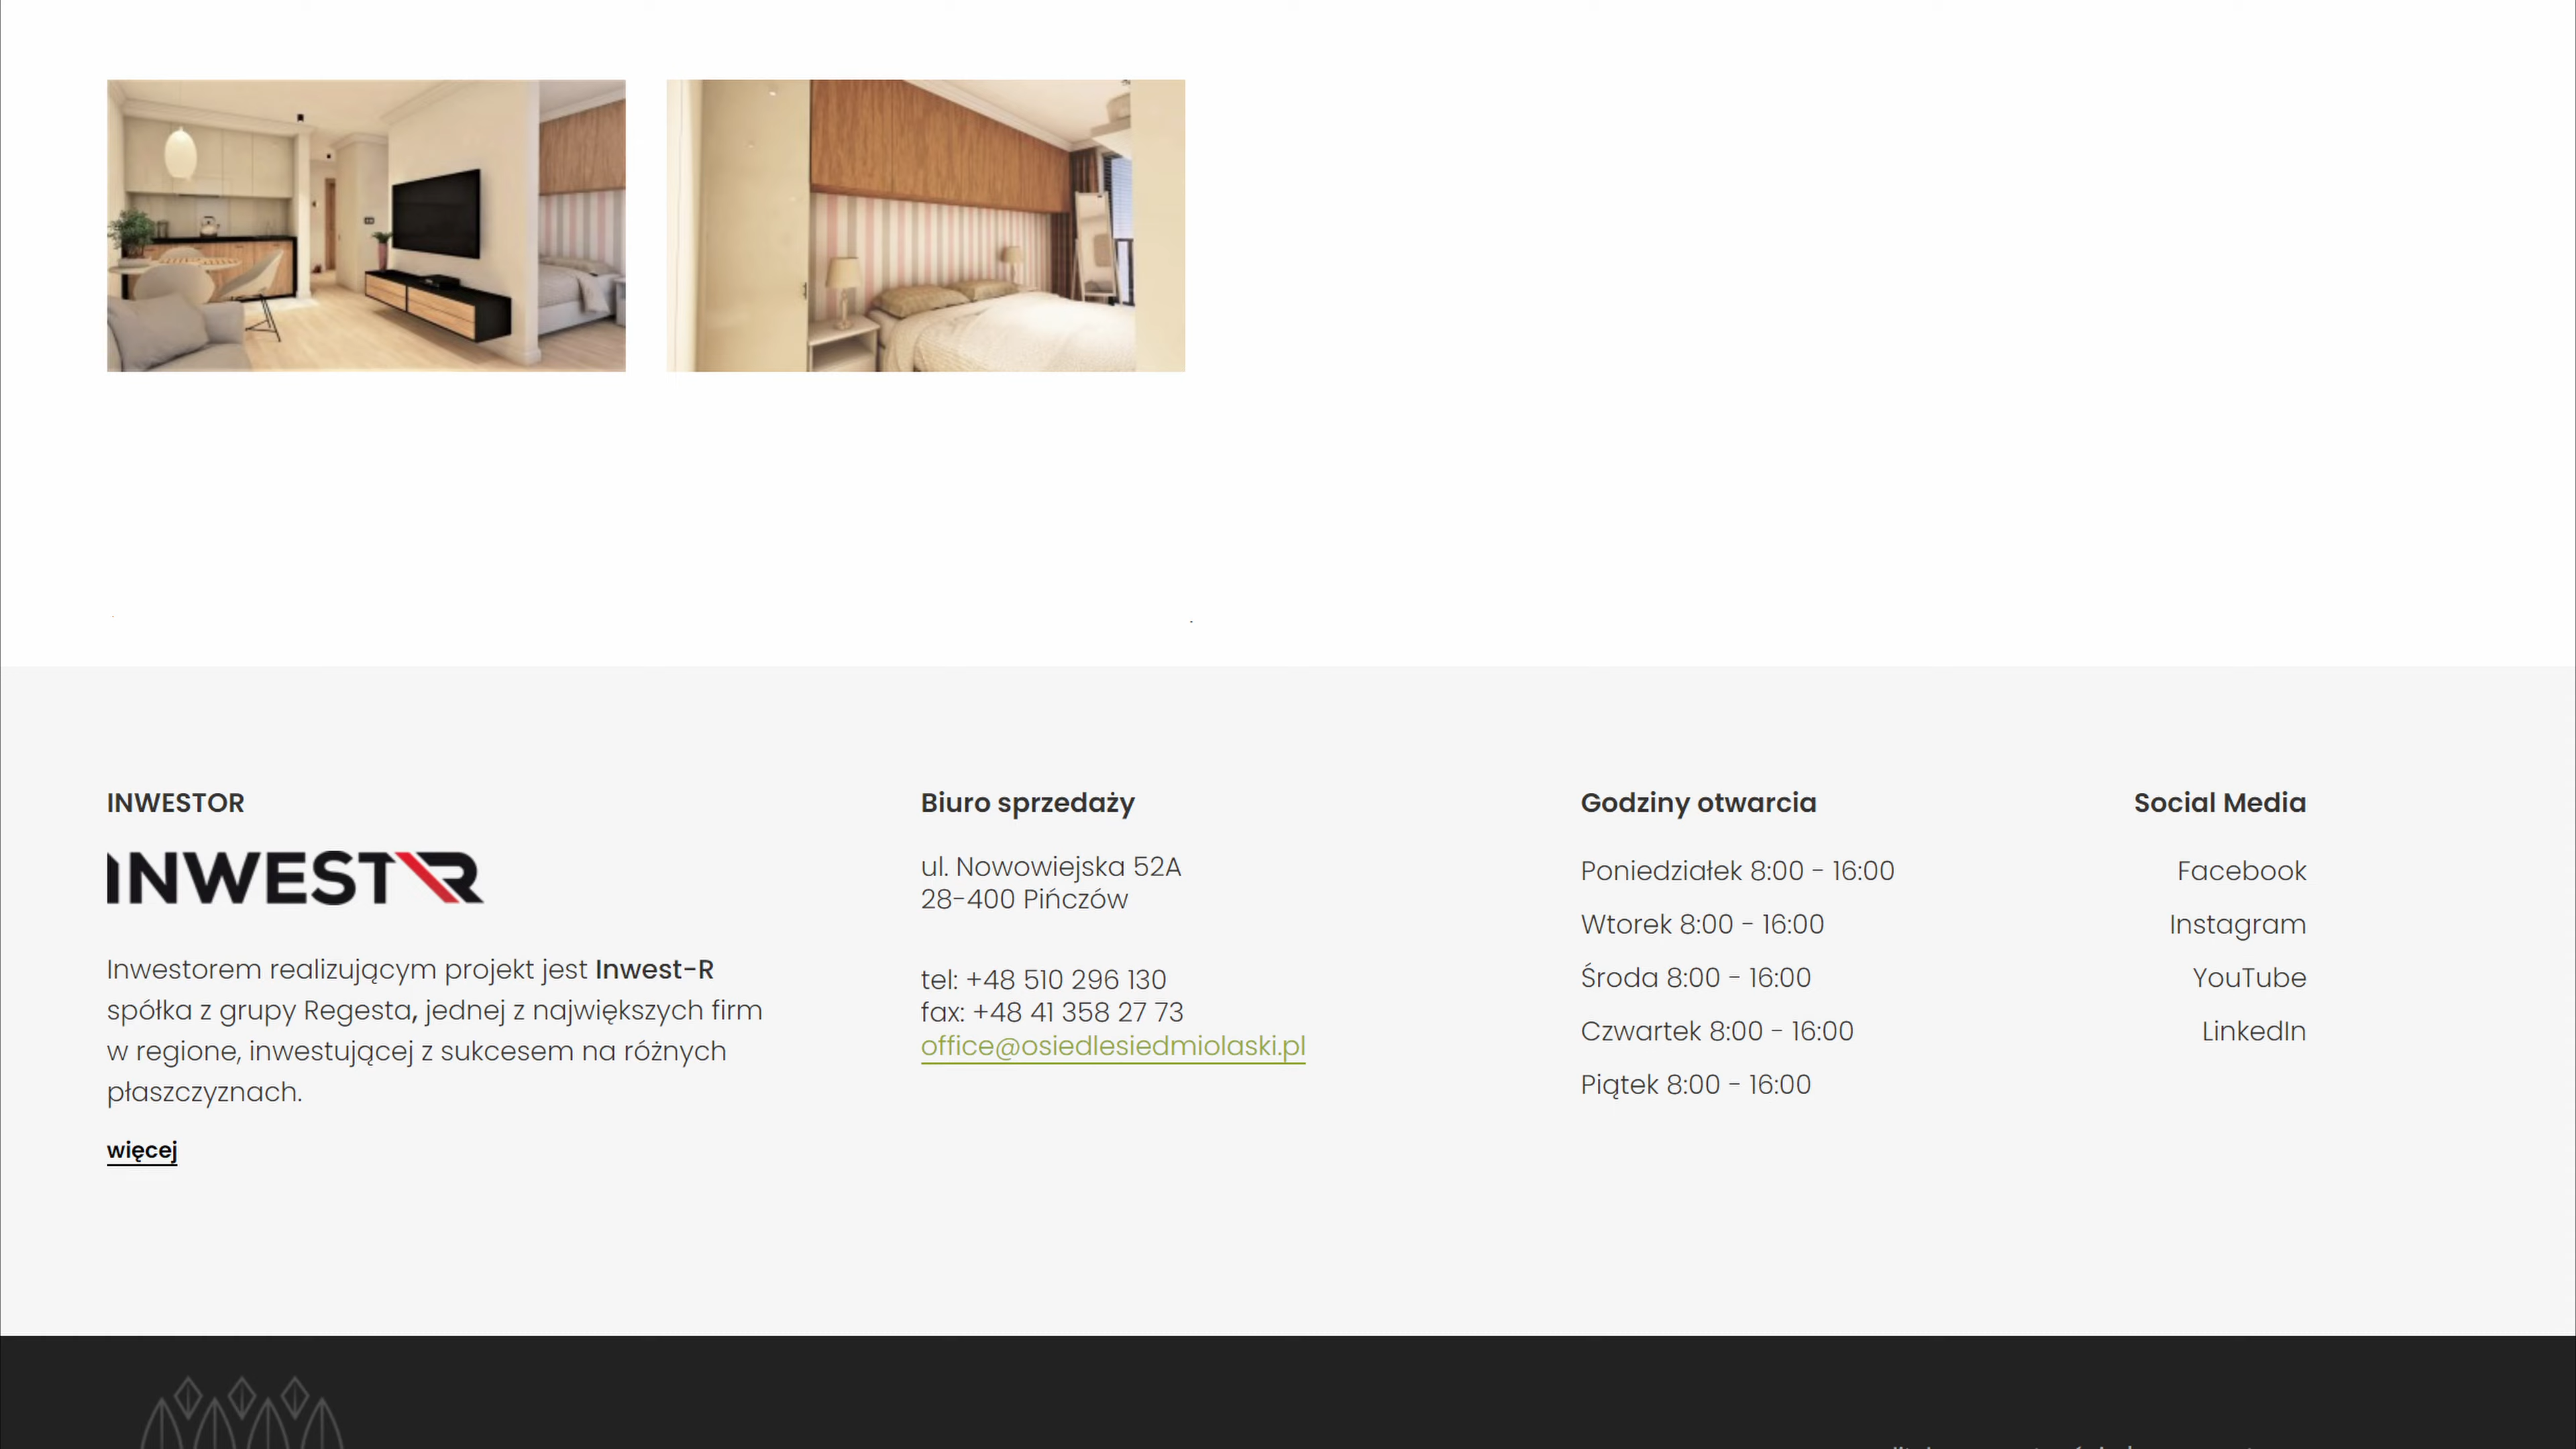 INWESTOR
INWESTR
Inwestorem realizującym projekt jest Inwest-R
spółka z grupy Regesta, jednej z największych firm
w regione, inwestującej z sukcesem na różnych
płaszczyznach.
więcej
Biuro sprzedaży
ul. Nowowiejska 52A
28-400 Pińczów
tel: +48 510 296 130
fax: +48 41 358 27 73
office@osiedlesiedmiolaski.pl
Godziny otwarcia
Poniedziałek 8:00 - 16:00
Wtorek 8:00 - 16:00
Środa 8:00 - 16:00
Czwartek 8:00 - 16:00
Piątek 8:00 - 16:00
Social Media
Facebook
Instagram
YouTube
LinkedIn